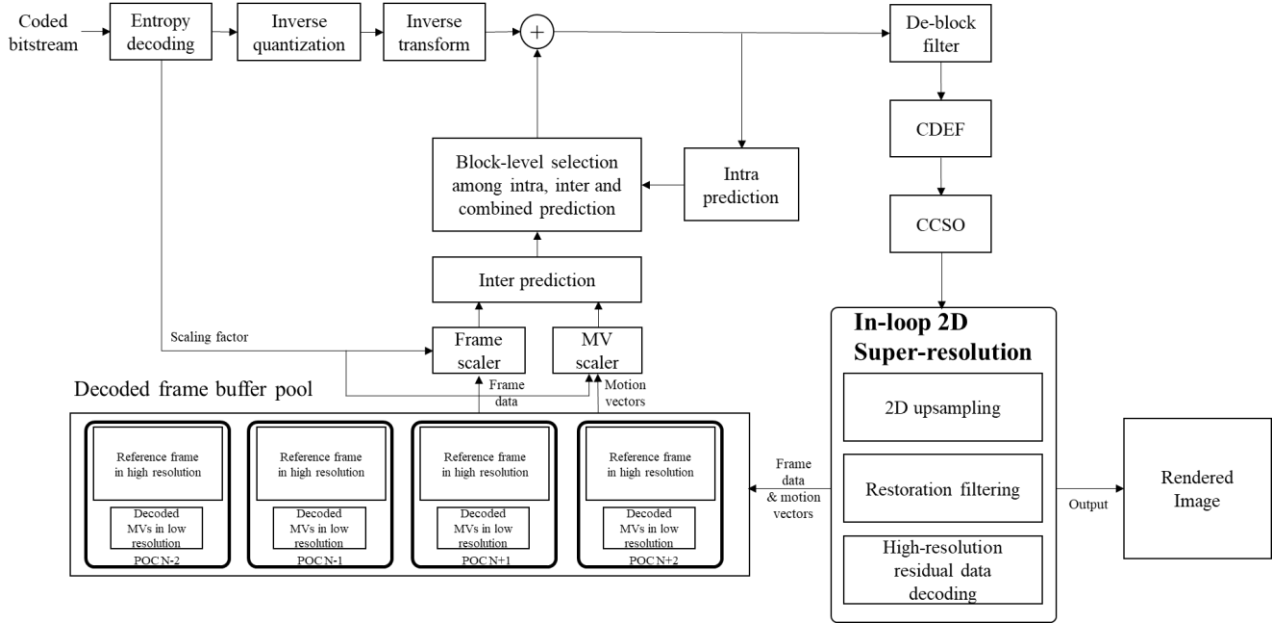 Coded
bitstream
Entropy
decoding
Inverse
quantization
Inverse
transform
+
De-block
filter
CDEF
CCSO
Block-level selection
among intra, inter and
combined prediction
Intra
prediction
Inter prediction
Scaling factor
Frame
scaler
MV
scaler
Decoded frame buffer pool
Frame
data
Motion
vectors
Reference frame
in high resolution
Decoded
MVs in low
resolution
POC N-2
Reference frame
in high resolution
Decoded
MVs in low
resolution
POC N-1
Reference frame
in high resolution
Decoded
MVs in low
resolution
POC N+1
Reference frame
in high resolution
Decoded
MVs in low
resolution
POC N+2
Frame
data
& motion
vectors
In-loop 2D
Super-resolution
2D upsampling
Restoration filtering
High-resolution
residual data
decoding
Output
Rendered
Image